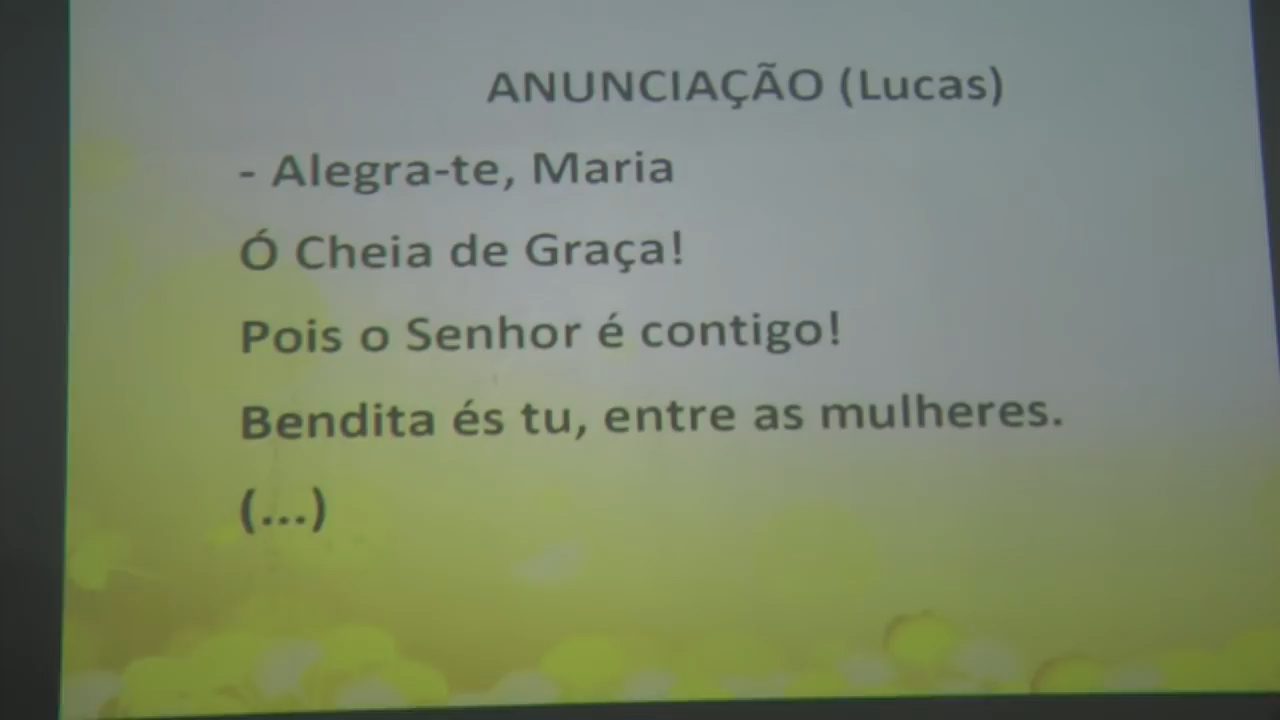 ANUNCIAÇÃO (Lucas)
- Alegra-te, Maria
Ó Cheia de Graça!
Pois o Senhor é contigo!
Bendita és tu, entre as mulheres.
(...)